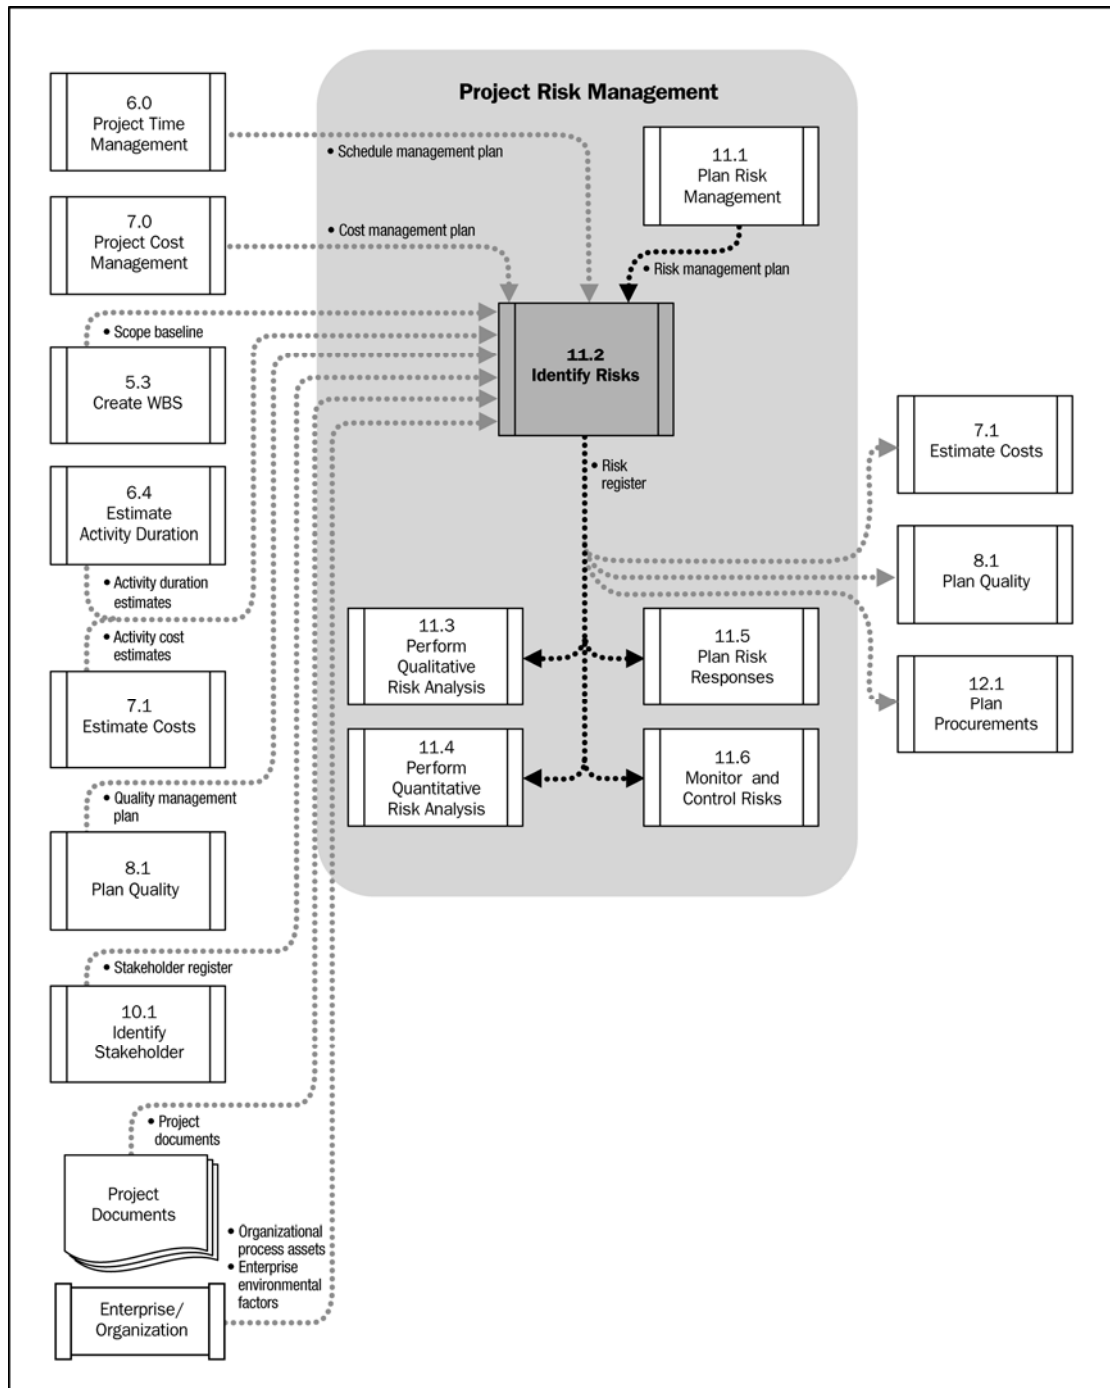 Project Risk Management
6.0
Project Time
Management
• Schedule management plan
11.1
Plan Risk
Management
7.0
Project Cost
Management
• Cost management plan
• Risk management plan
• Scope baseline
5.3
Create WBS
11.2
Identify Risks
6.4
Estimate
Activity Duration
• Activity duration
estimates
• Activity cost
estimates
7.1
Estimate Costs
• Quality management
plan
8.1
Plan Quality
• Stakeholder register
10.1
Identify
Stakeholder
• Project
documents
Project
Documents
• Organizational
process assets
• Enterprise
environmental
factors
Enterprise/
Organization
• Risk
register
11.3
Perform
Qualitative
Risk Analysis
11.5
Plan Risk
Responses
11.4
Perform
Quantitative
Risk Analysis
11.6
Monitor and
Control Risks
7.1
Estimate Costs
8.1
Plan Quality
12.1
Plan
Procurements